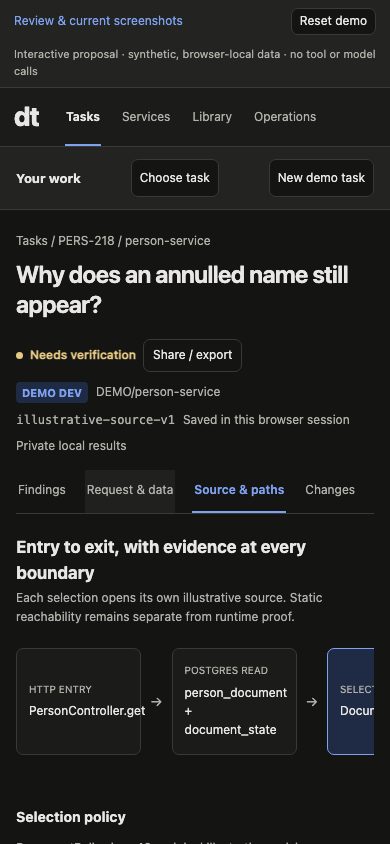 Review & current screenshots
Reset demo
Interactive proposal · synthetic, browser-local data · no tool or model
calls
dt
Tasks
Services
Library
Operations
Your work
Choose task
New demo task
Tasks / PERS-218 / person-service
Why does an annulled name still
appear?
Needs verification
Share / export
DEMO DEV
DEMO/person-service
illustrative-source-v1 Saved in this browser session
Private local results
Findings
Request & data
Source & paths
Changes
Entry to exit, with evidence at every
boundary
Each selection opens its own illustrative source. Static
reachability remains separate from runtime proof.
HTTP ENTRY
PersonController.get
→
POSTGRES READ
person_document
+
document_state
→
SELEC
Docur
Selection policy